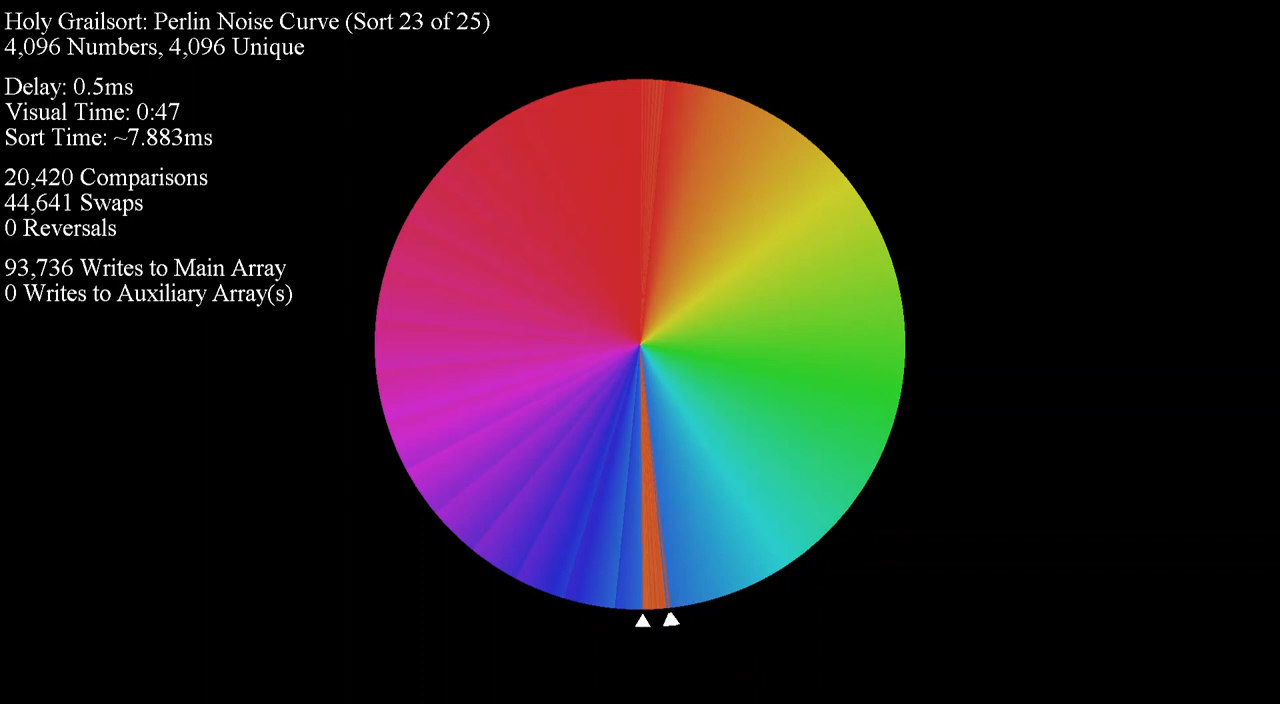 Holy Grailsort: Perlin Noise Curve (Sort 23 of 25)
4,096 Numbers, 4,096 Unique
Delay: 0.5ms
Visual Time: 0:47
Sort Time: ~7.883ms
20,420 Comparisons
44,641 Swaps
0 Reversals
93,736 Writes to Main Array
0 Writes to Auxiliary Array(s)